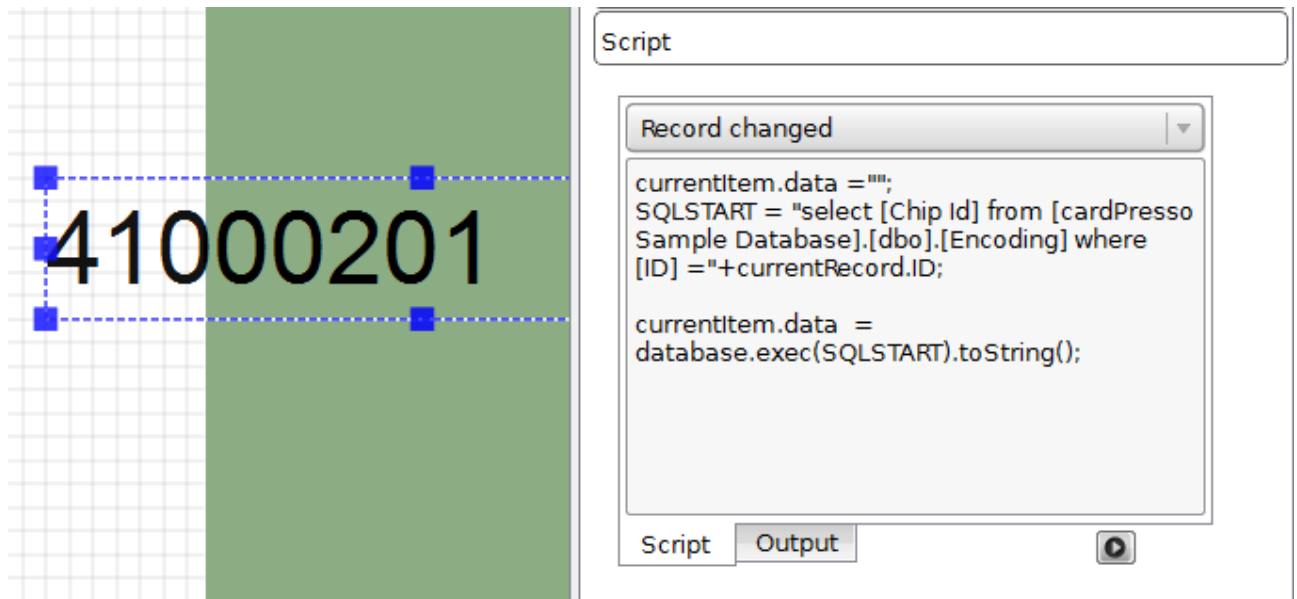 41000201
Script
Record changed
currentItem.data ="";
SQLSTART = "select [Chip Id] from [cardPresso
Sample Database].[dbo].[Encoding] where
[ID] ="+currentRecord.ID;
currentItem.data  =
database.exec(SQLSTART).toString();
Script
Output